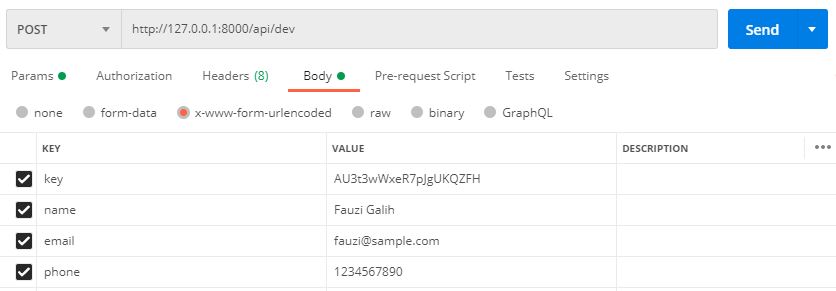 POST http://127.0.0.1:8000/api/dev Send
Params Authorization Headers (8) Body Pre-request Script Tests Settings
none form-data x-www-form-urlencoded raw binary GraphQL
KEY VALUE DESCRIPTION •••
key AU3t3wWxeR7pJgUKQZFH
name Fauzi Galih
email fauzi@sample.com
phone 1234567890